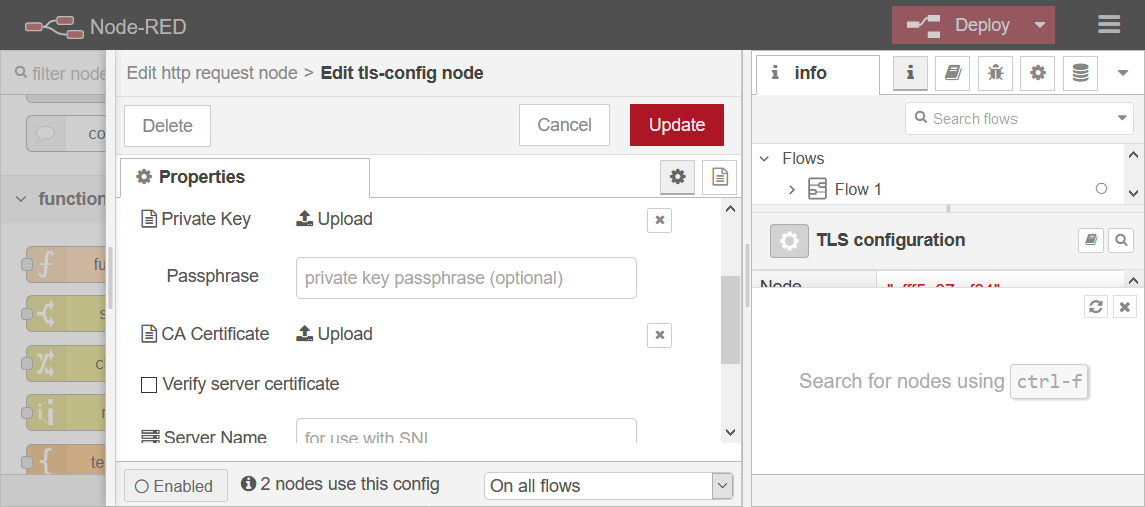 Node-RED
Deploy
filter node
Edit http request node > Edit tls-config node
info
co
Delete
Cancel
Update
Search flows
Flows
Properties
function
Flow 1
Private Key
Upload
TLS configuration
fu
Passphrase
private key passphrase (optional)
Node
s
CA Certificate
Upload
c
Verify server certificate
Search for nodes using ctrl-f
Server Name
for use with SNI
te
Enabled
2 nodes use this config
On all flows